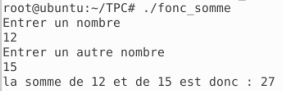 root@ubuntu:~/TPC# ./fonc_somme
Entrer un nombre
12
Entrer un autre nombre
15
la somme de 12 et de 15 est donc : 27